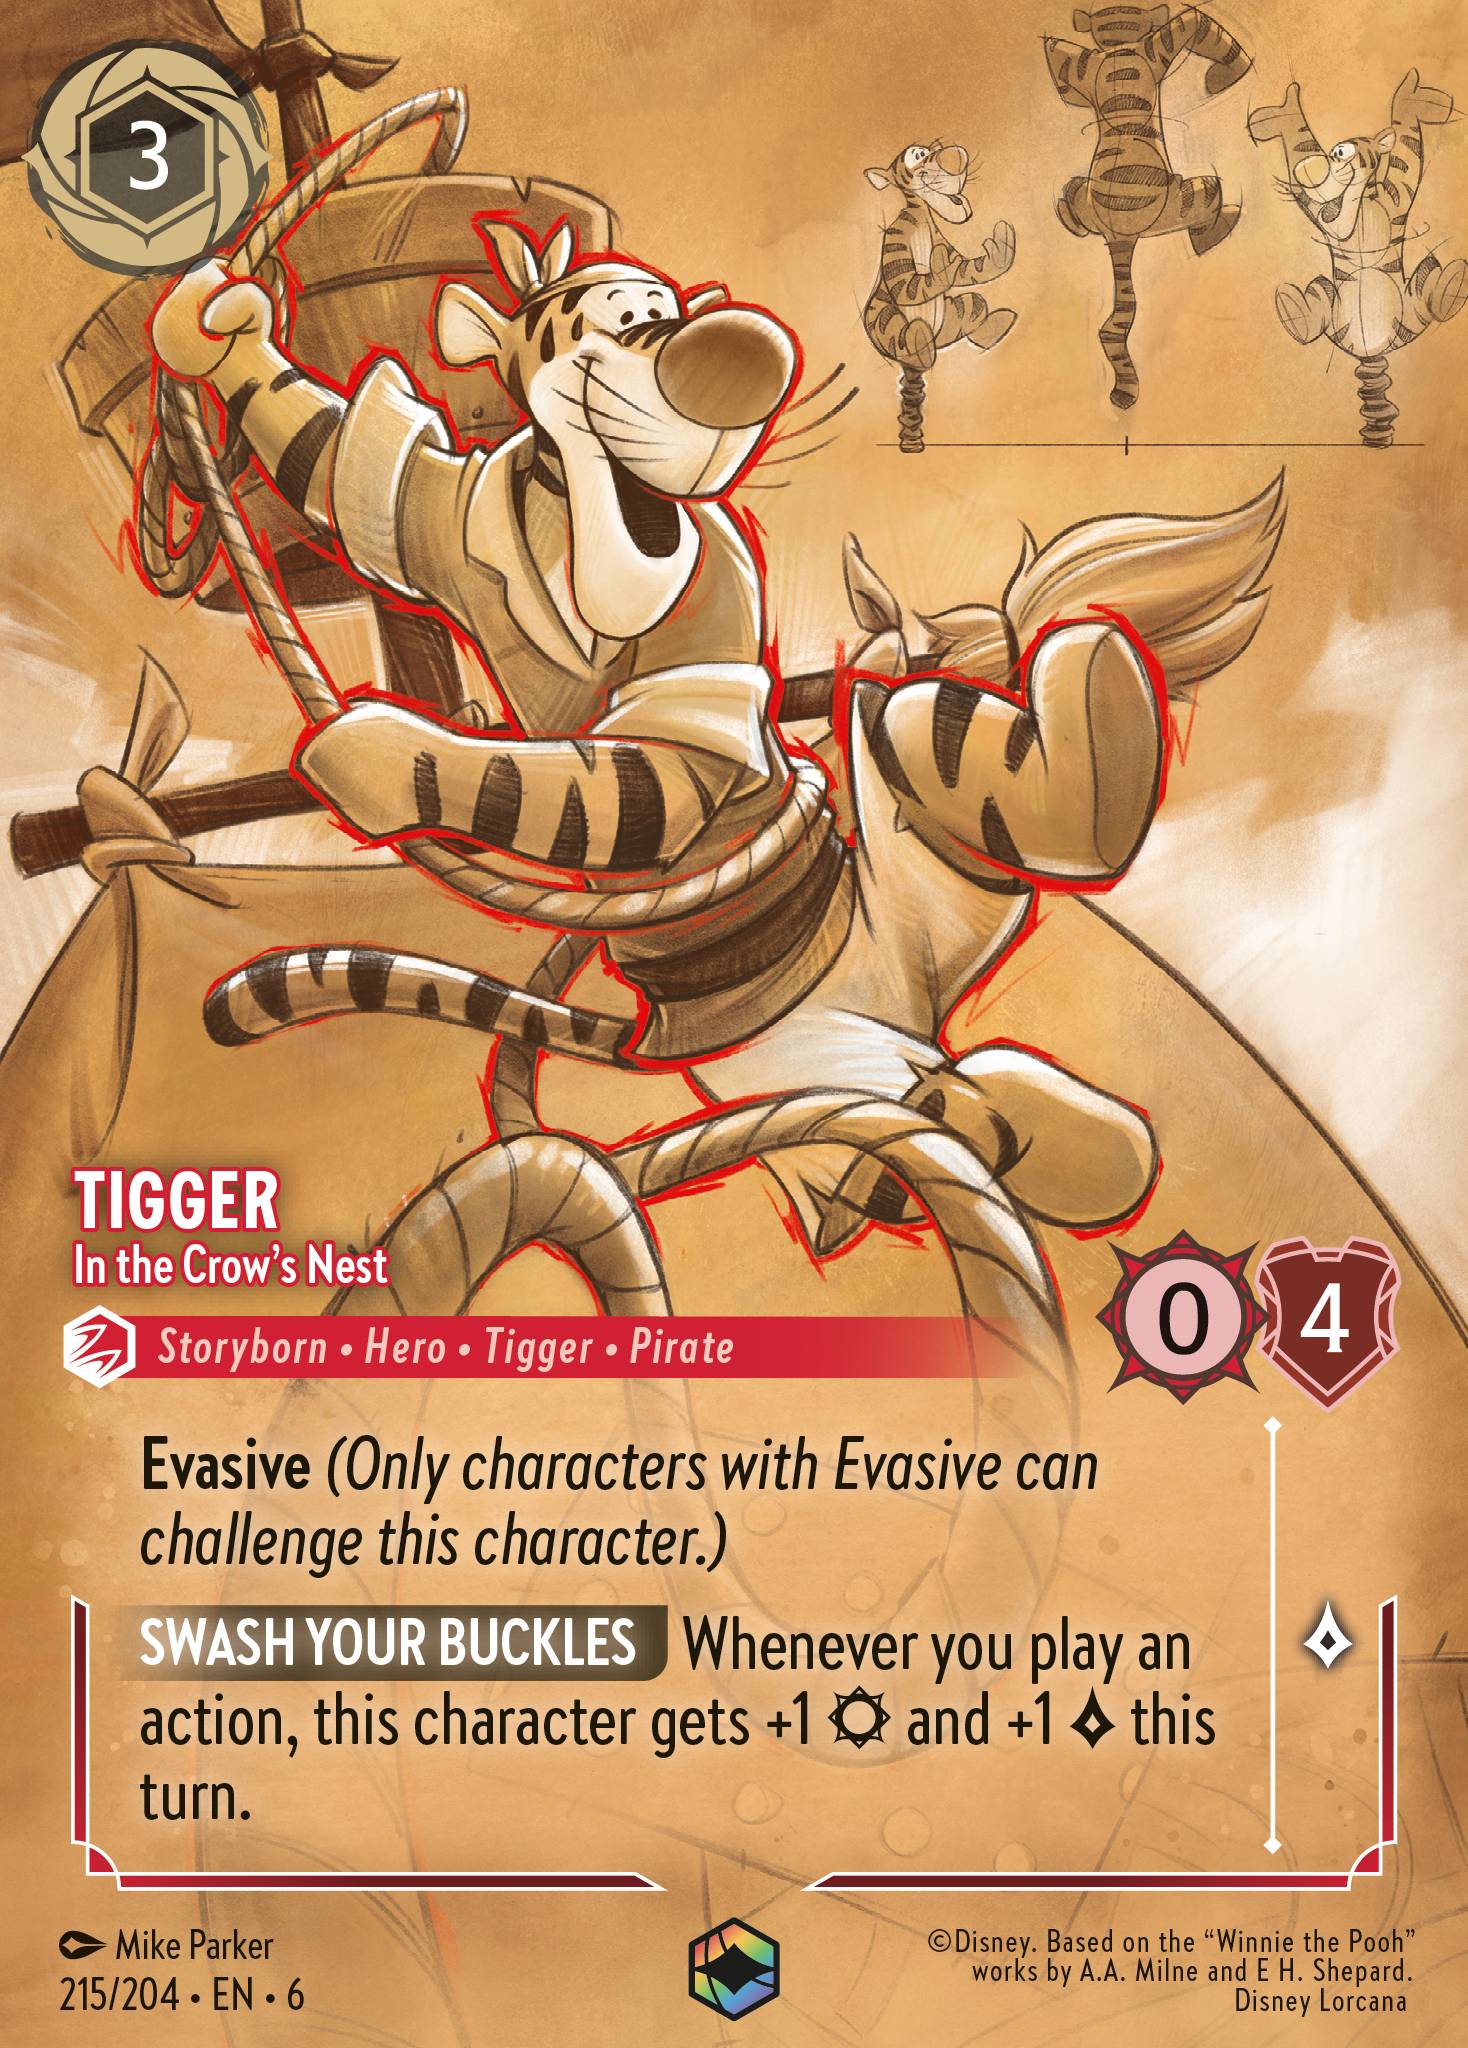 3
TIGGER
In the Crow's Nest
Storyborn • Hero • Tigger • Pirate
0 4
Evasive (Only characters with Evasive can
challenge this character.)
SWASH YOUR BUCKLES Whenever you play an
action, this character gets +1 and +1 this
turn.
Mike Parker
215/204 • EN • 6
©Disney. Based on the “Winnie the Pooh”
works by A.A. Milne and E H. Shepard.
Disney Lorcana